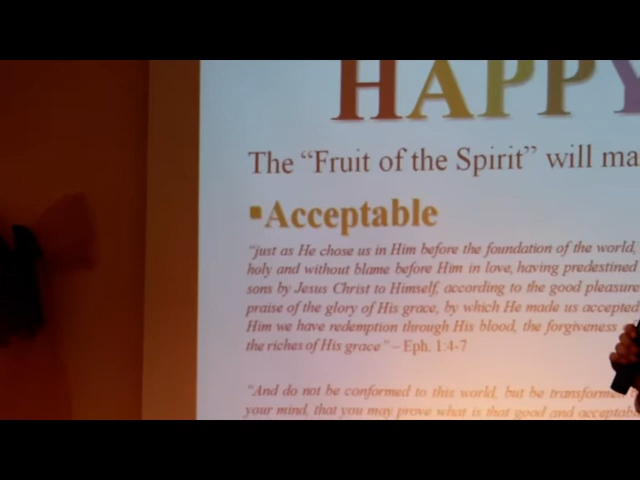 HAPPY
The "Fruit of the Spirit" will ma
▪Acceptable
"just as He chose us in Him before the foundation of the world,
holy and without blame before Him in love, having predestined
sons by Jesus Christ to Himself, according to the good pleasure
praise of the glory of His grace, by which He made us accepted
Him we have redemption through His blood, the forgiveness
the riches of His grace" – Eph. 1:4-7
"And do not be conformed to this world, but be transforme
your mind, that you may prove what is that good and acceptab